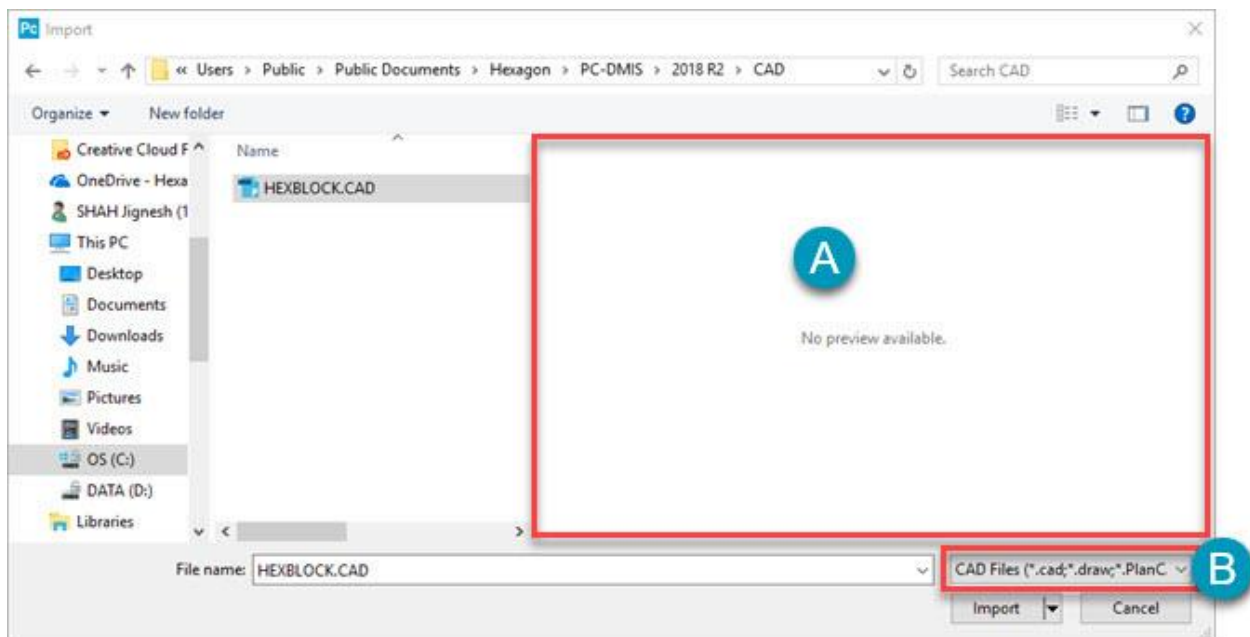 Pc Import
« Users > Public > Public Documents > Hexagon > PC-DMIS > 2018 R2 > CAD
Search CAD
Organize
New folder
?
Creative Cloud F
OneDrive - Hexa
SHAH Jignesh (1
This PC
Desktop
Documents
Downloads
Music
Pictures
Videos
OS (C:)
DATA (D:)
Libraries
Name
HEXBLOCK.CAD
A
No preview available.
File name: HEXBLOCK.CAD
CAD Files (*.cad;*.draw;*.PlanC
B
Import
Cancel